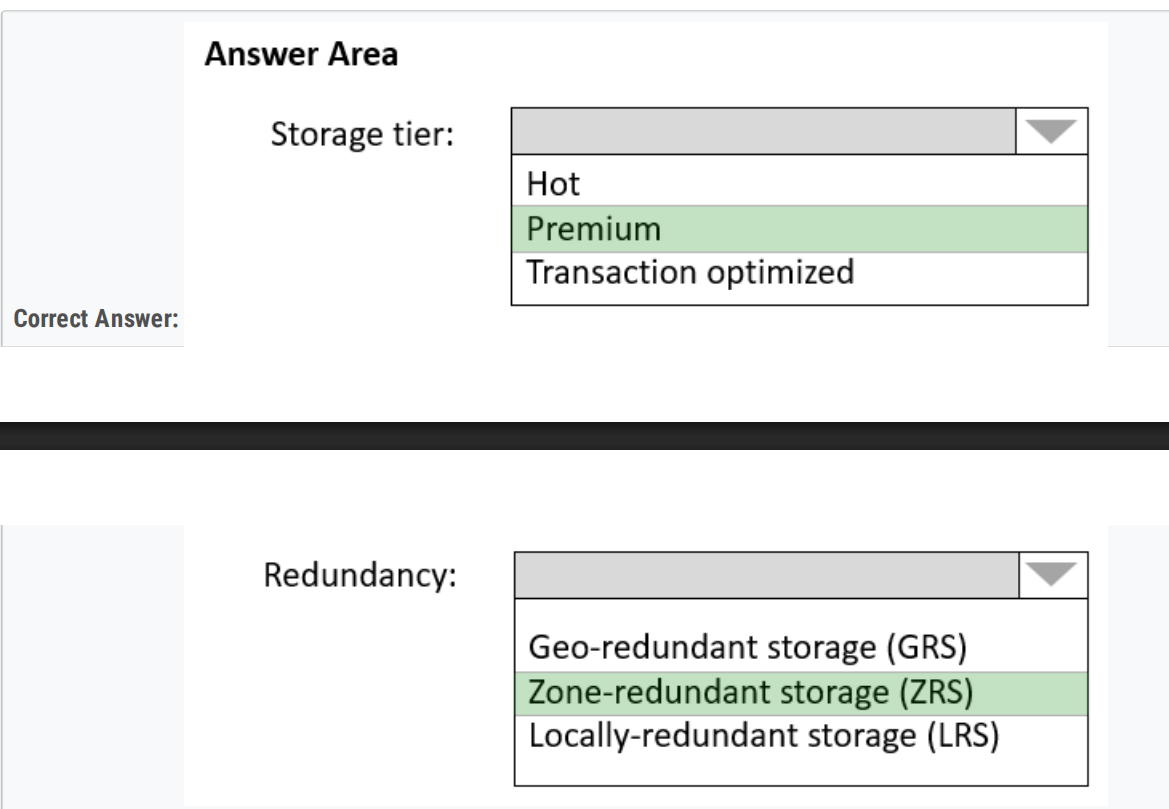 Answer Area
Storage tier:
Hot
Premium
Transaction optimized
Correct Answer:
Redundancy:
Geo-redundant storage (GRS)
Zone-redundant storage (ZRS)
Locally-redundant storage (LRS)